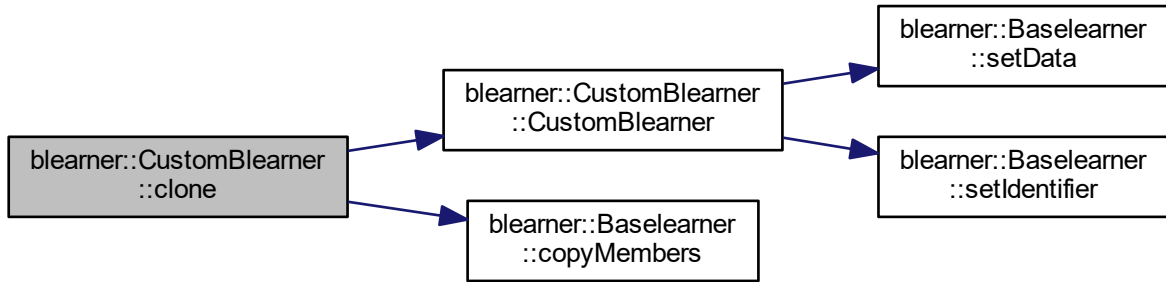 blearner::CustomBlearner
::clone
blearner::CustomBlearner
::CustomBlearner
blearner::Baselearner
::copyMembers
blearner::Baselearner
::setData
blearner::Baselearner
::setIdentifier